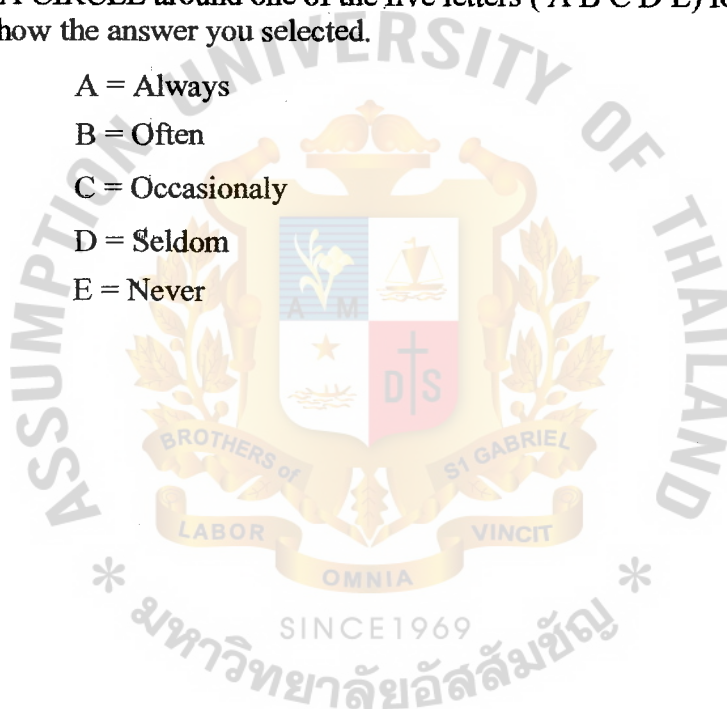 A CIRCLE around one of the five letters ( A B C D E)
how the answer you selected.
A = Always
B = Often
C = Occasionaly
D = Seldom
E = Never
ASSUMPTION UNIVERSITY OF THAILAND
A M
D S
BROTHERS of S1 GABRIEL
LABOR VINCIT
OMNIA
SINCE1969
มหาวิทยาลัยอัสสัมชัญ